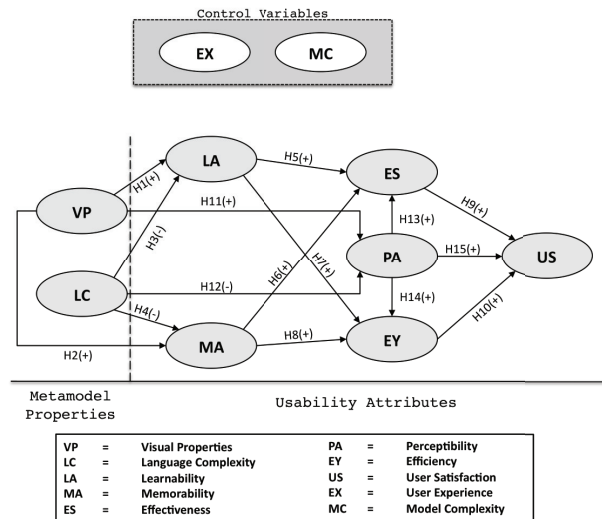 Control Variables
EX
MC
LA
H5(+)
ES
H1(+)
H9(+)
VP
H11(+)
H13(+)
H3(-)
H7(+)
PA
H15(+)
US
H6(+)
LC
H12(-)
H14(+)
H4(-)
H10(+)
MA
H8(+)
EY
H2(+)
Metamodel
Properties
Usability Attributes
VP = Visual Properties PA = Perceptibility
LC = Language Complexity EY = Efficiency
LA = Learnability US = User Satisfaction
MA = Memorability EX = User Experience
ES = Effectiveness MC = Model Complexity